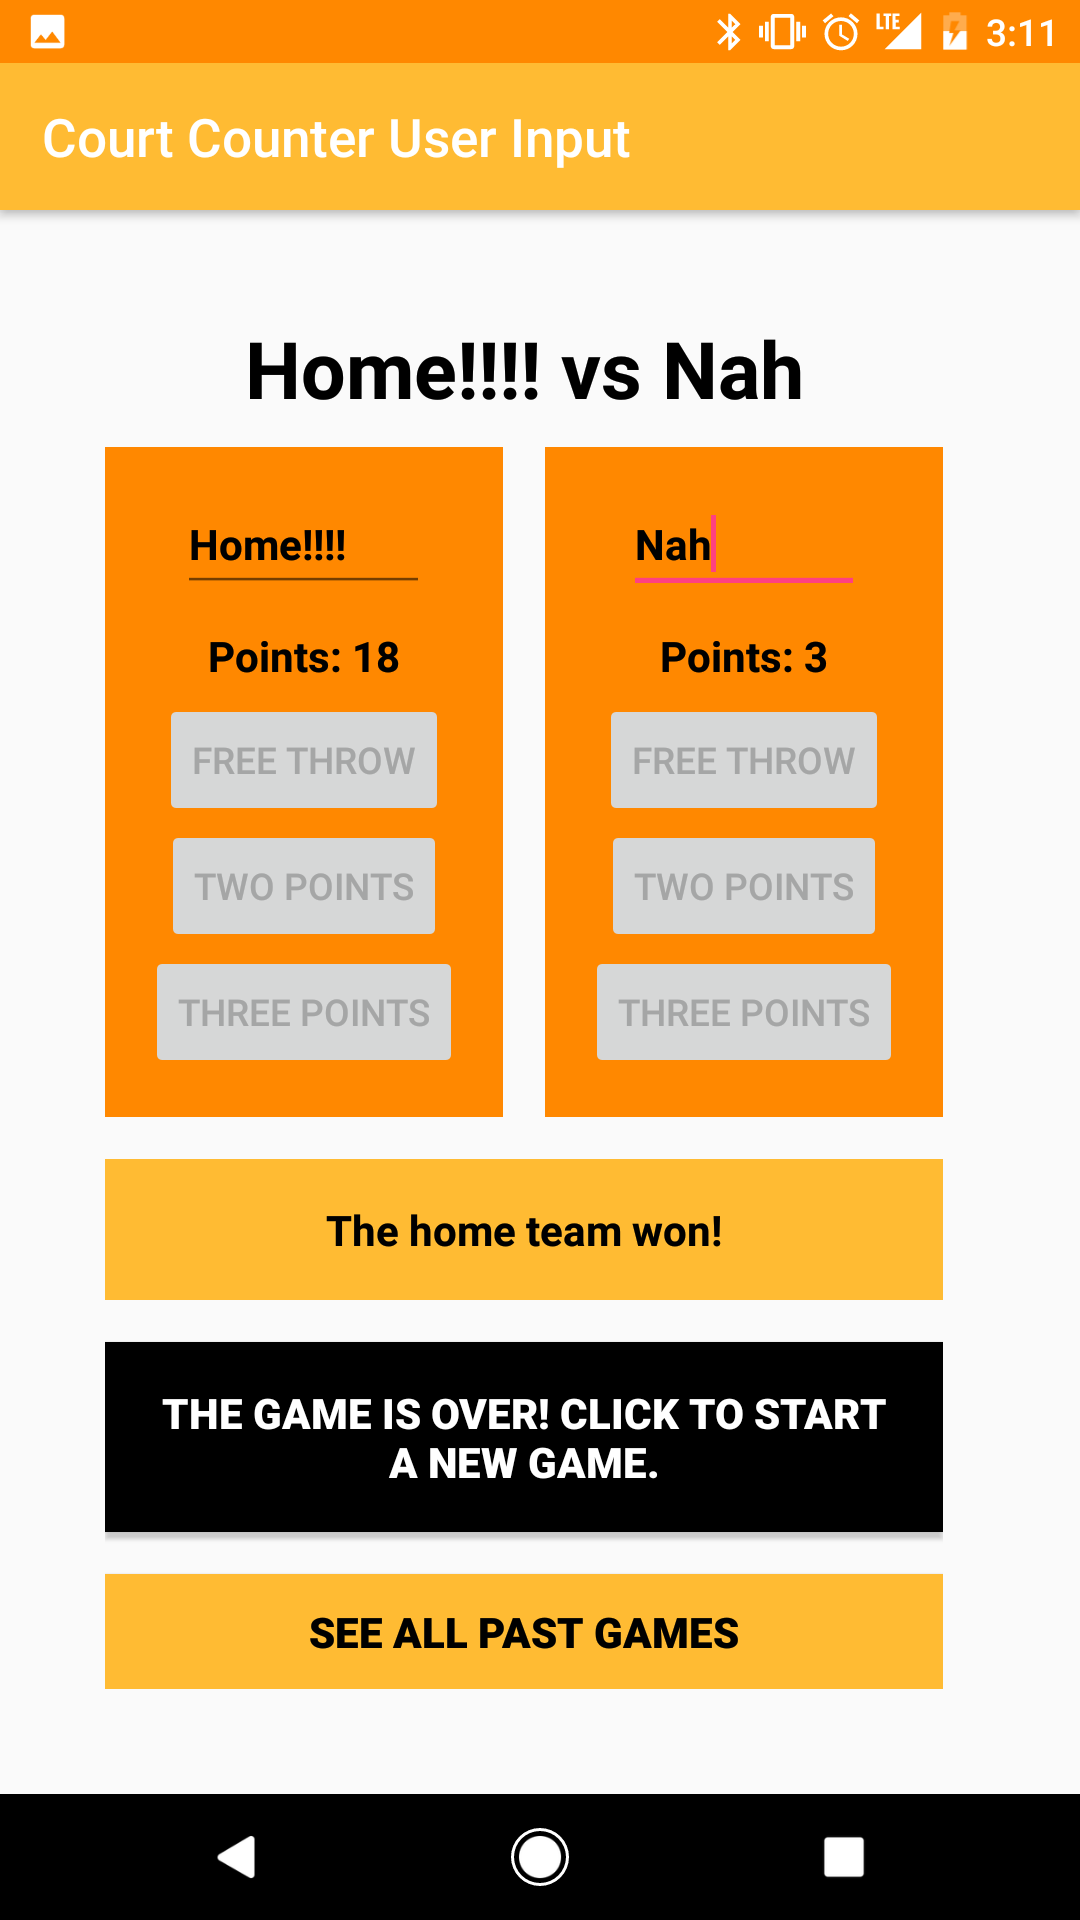 LTE 3:11
Court Counter User Input
Home!!!! vs Nah
Home!!!! Nah
Points: 18 Points: 3
FREE THROW FREE THROW
TWO POINTS TWO POINTS
THREE POINTS THREE POINTS
The home team won!
THE GAME IS OVER! CLICK TO START
A NEW GAME.
SEE ALL PAST GAMES